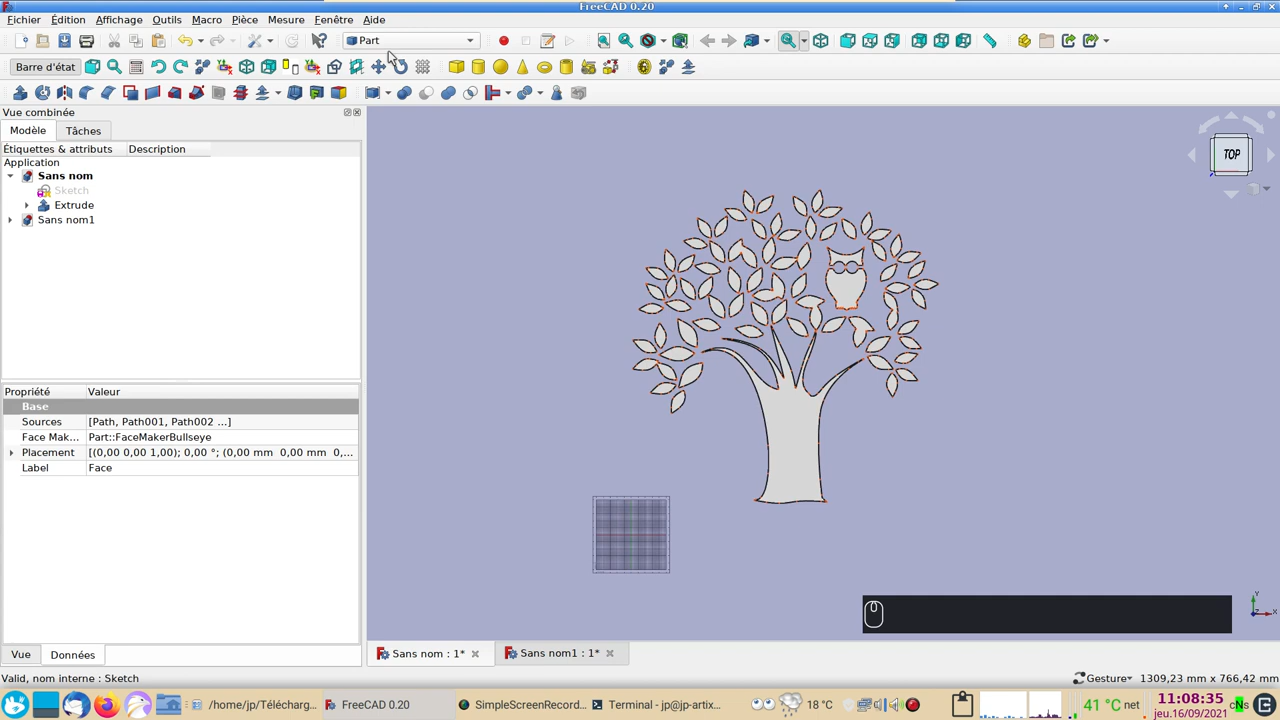 FreeCAD 0.20
Fichier Édition Affichage Outils Macro Pièce Mesure Fenêtre Aide
Part
Barre d'état
Vue combinée
Modèle Tâches
Étiquettes & attributs Description
Application
Sans nom
Sketch
Extrude
Sans nom1
TOP
Propriété Valeur
Base
Sources [Path, Path001, Path002 ...]
Face Mak... Part::FaceMakerBullseye
Placement [(0,00 0,00 1,00); 0,00 °; (0,00 mm 0,00 mm 0,...
Label Face
Y
X
Vue Données
Sans nom : 1*
Sans nom1 : 1*
Valid, nom interne : Sketch
Gesture
1309,23 mm x 766,42 mm
/home/jp/Télécharg...
FreeCAD 0.20
SimpleScreenRecord...
Terminal - jp@jp-artix...
18 °C
41 °C net
11:08:35
jeu.16/09/2021
cNs